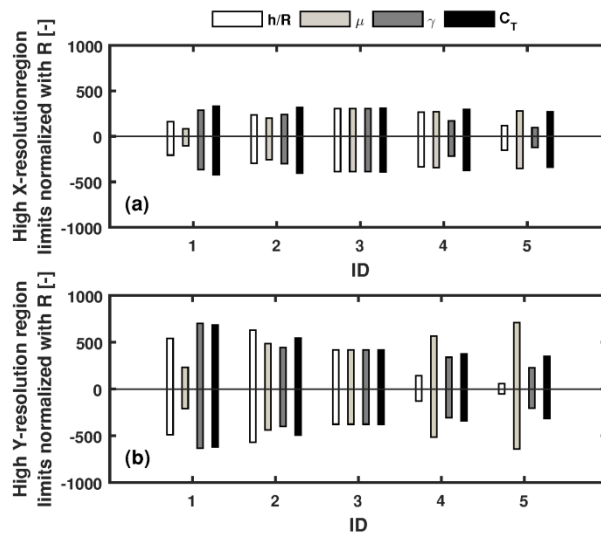 h/R μ γ C_T
High X-resolutionregion
limits normalized with R [-]
1000
500
0
-500
-1000
(a)
1 2 3 4 5
ID
High Y-resolution region
limits normalized with R [-]
1000
500
0
-500
-1000
(b)
1 2 3 4 5
ID